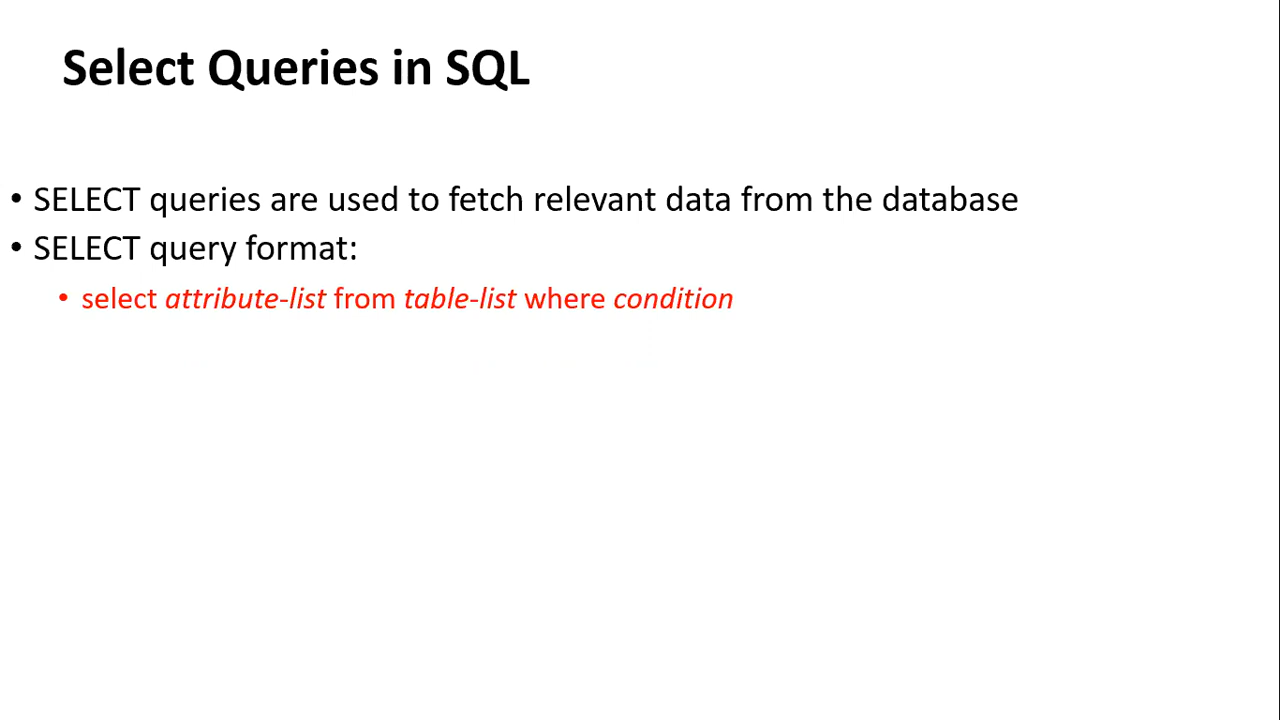 Select Queries in SQL
• SELECT queries are used to fetch relevant data from the database
• SELECT query format:
• select attribute-list from table-list where condition